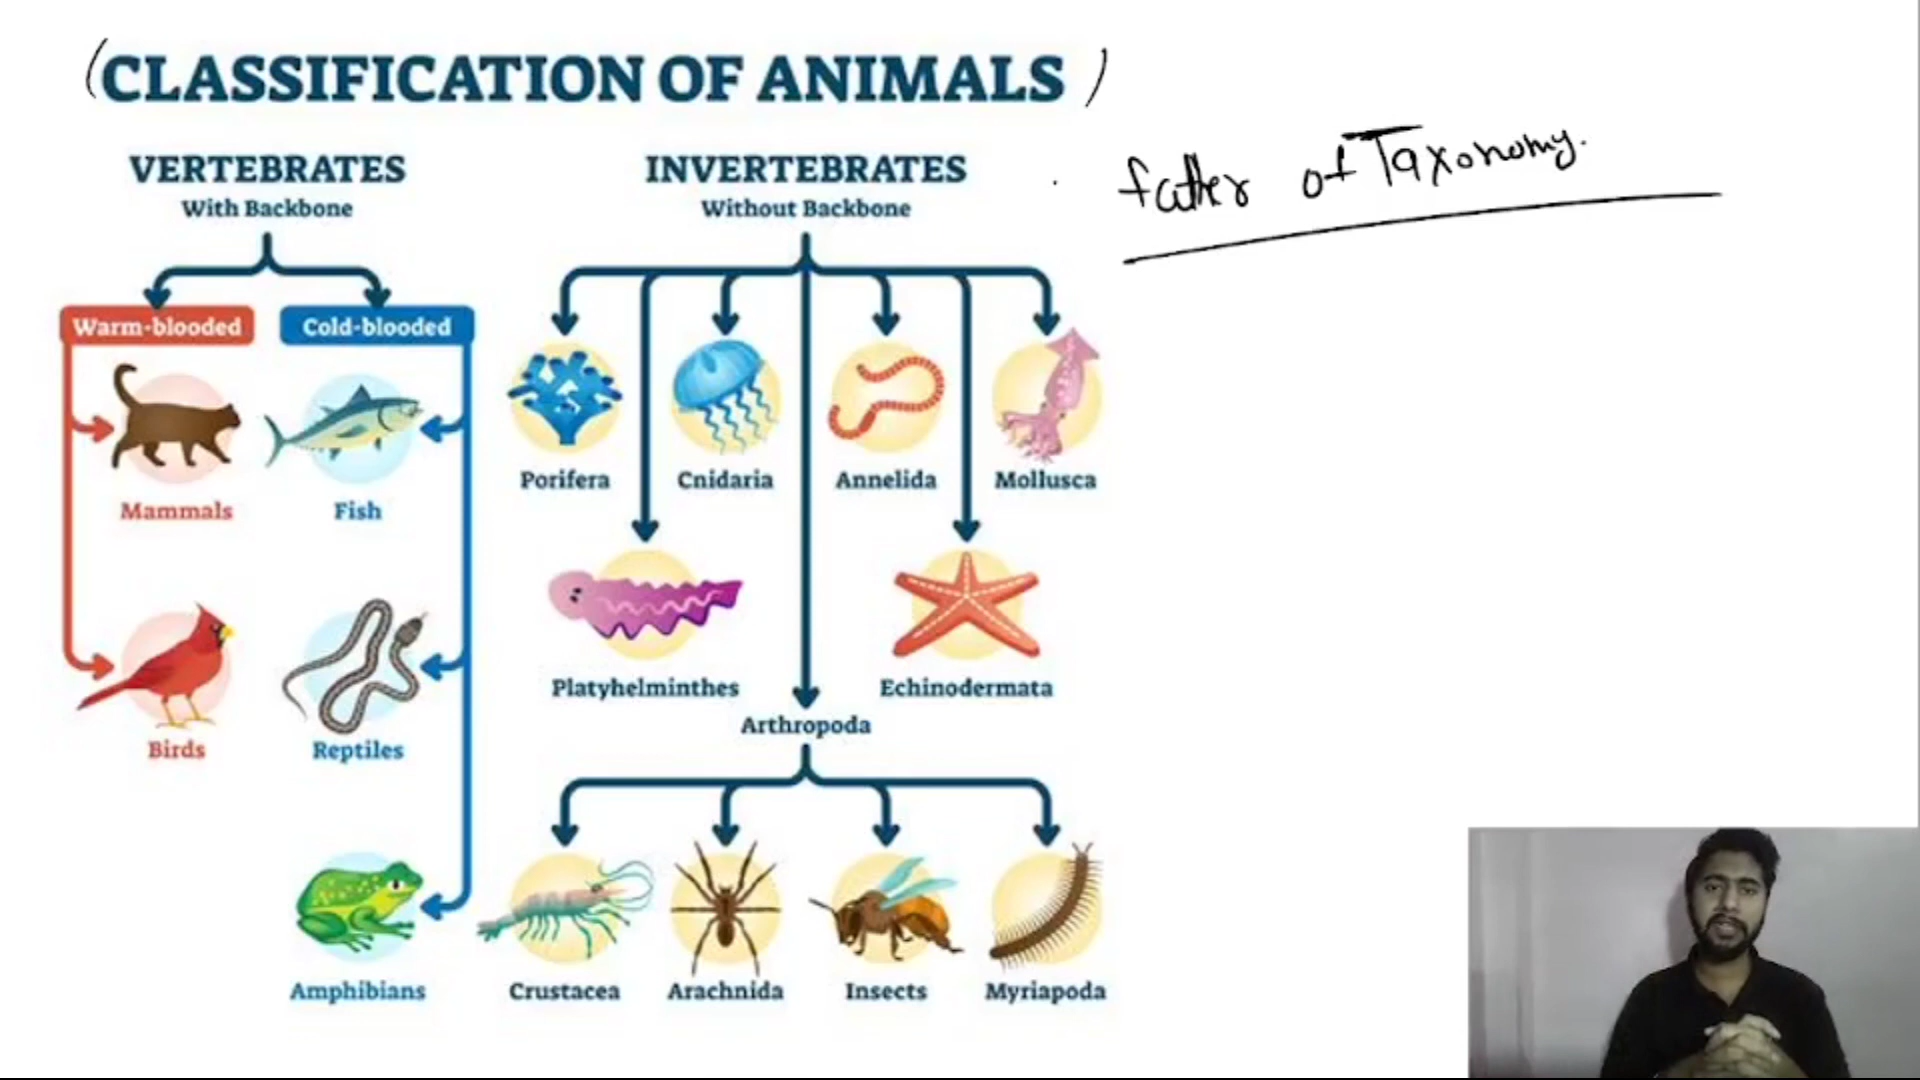 (CLASSIFICATION OF ANIMALS)
father of Taxonomy.
VERTEBRATES
With Backbone
INVERTEBRATES
Without Backbone
Warm-blooded
Cold-blooded
Mammals
Fish
Birds
Reptiles
Amphibians
Porifera
Cnidaria
Annelida
Mollusca
Platyhelminthes
Echinodermata
Arthropoda
Crustacea
Arachnida
Insects
Myriapoda